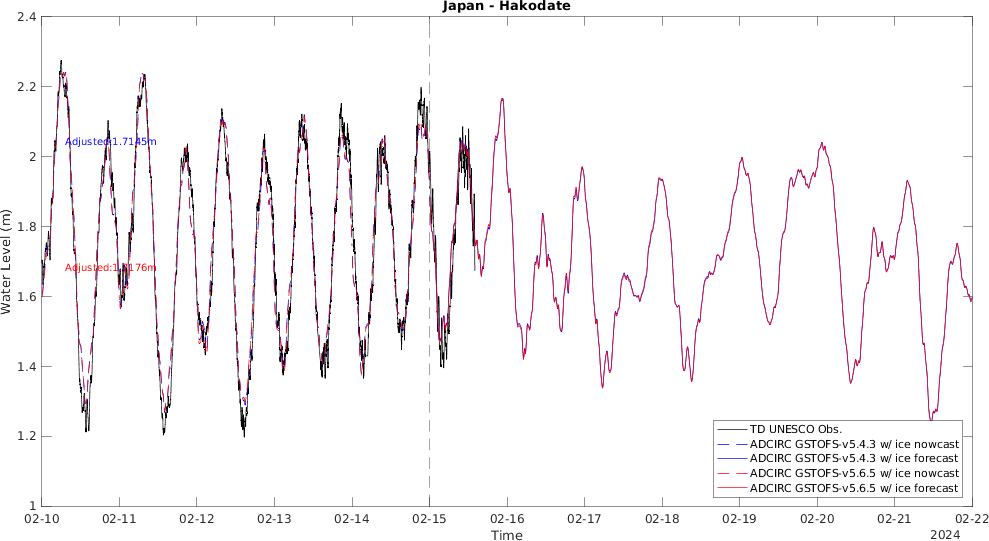 Japan - Hakodate
2.4
2.2
2
1.8
1.6
1.4
1.2
1
Water Level (m)
Adjusted:1.7145m
02-10
02-11
02-12
02-13
02-14
02-15
02-16
02-17
02-18
02-19
02-20
02-21
02-22
Time
2024
TD UNESCO Obs.
ADCIRC GSTOFS-v5.4.3 w/ ice nowcast
ADCIRC GSTOFS-v5.4.3 w/ ice forecast
ADCIRC GSTOFS-v5.6.5 w/ ice nowcast
ADCIRC GSTOFS-v5.6.5 w/ ice forecast